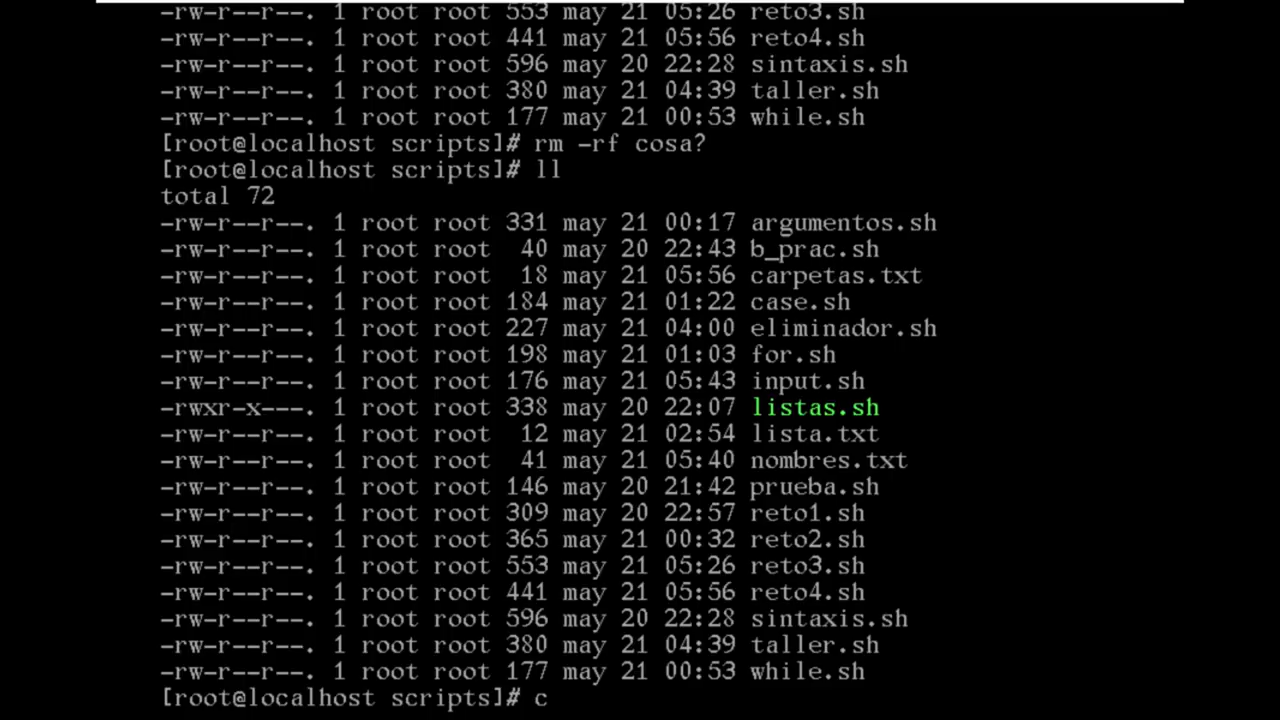 -rw-r--r--. 1 root root 553 may 21 05:26 reto3.sh
-rw-r--r--. 1 root root 441 may 21 05:56 reto4.sh
-rw-r--r--. 1 root root 596 may 20 22:28 sintaxis.sh
-rw-r--r--. 1 root root 380 may 21 04:39 taller.sh
-rw-r--r--. 1 root root 177 may 21 00:53 while.sh
[root@localhost scripts]# rm -rf cosa?
[root@localhost scripts]# ll
total 72
-rw-r--r--. 1 root root 331 may 21 00:17 argumentos.sh
-rw-r--r--. 1 root root  40 may 20 22:43 b_prac.sh
-rw-r--r--. 1 root root  18 may 21 05:56 carpetas.txt
-rw-r--r--. 1 root root 184 may 21 01:22 case.sh
-rw-r--r--. 1 root root 227 may 21 04:00 eliminador.sh
-rw-r--r--. 1 root root 198 may 21 01:03 for.sh
-rw-r--r--. 1 root root 176 may 21 05:43 input.sh
-rwxr-x---. 1 root root 338 may 20 22:07 listas.sh
-rw-r--r--. 1 root root  12 may 21 02:54 lista.txt
-rw-r--r--. 1 root root  41 may 21 05:40 nombres.txt
-rw-r--r--. 1 root root 146 may 20 21:42 prueba.sh
-rw-r--r--. 1 root root 309 may 20 22:57 reto1.sh
-rw-r--r--. 1 root root 365 may 21 00:32 reto2.sh
-rw-r--r--. 1 root root 553 may 21 05:26 reto3.sh
-rw-r--r--. 1 root root 441 may 21 05:56 reto4.sh
-rw-r--r--. 1 root root 596 may 20 22:28 sintaxis.sh
-rw-r--r--. 1 root root 380 may 21 04:39 taller.sh
-rw-r--r--. 1 root root 177 may 21 00:53 while.sh
[root@localhost scripts]# c